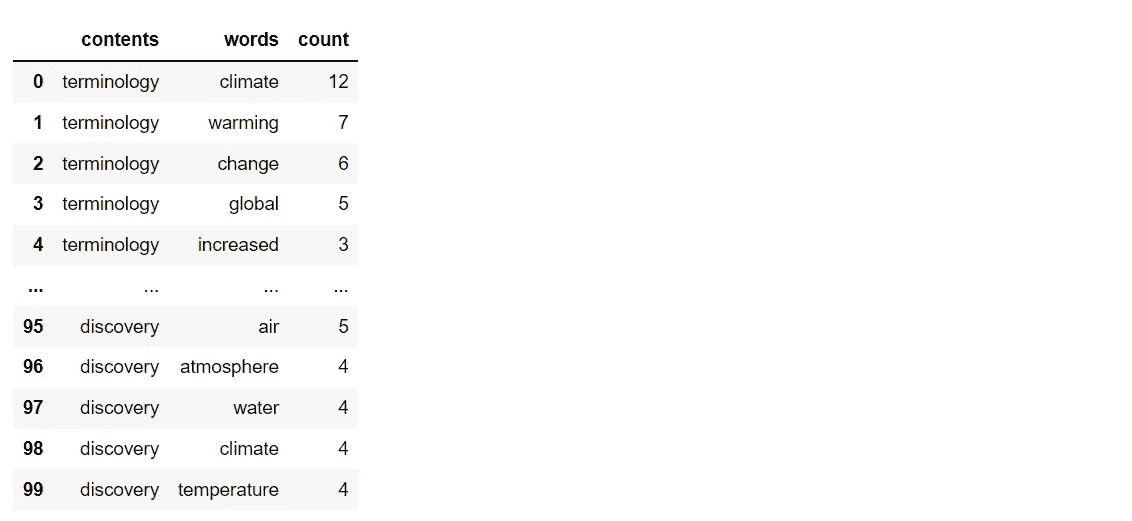 contents words count
0 terminology climate 12
1 terminology warming 7
2 terminology change 6
3 terminology global 5
4 terminology increased 3
... ... ... ...
95 discovery air 5
96 discovery atmosphere 4
97 discovery water 4
98 discovery climate 4
99 discovery temperature 4